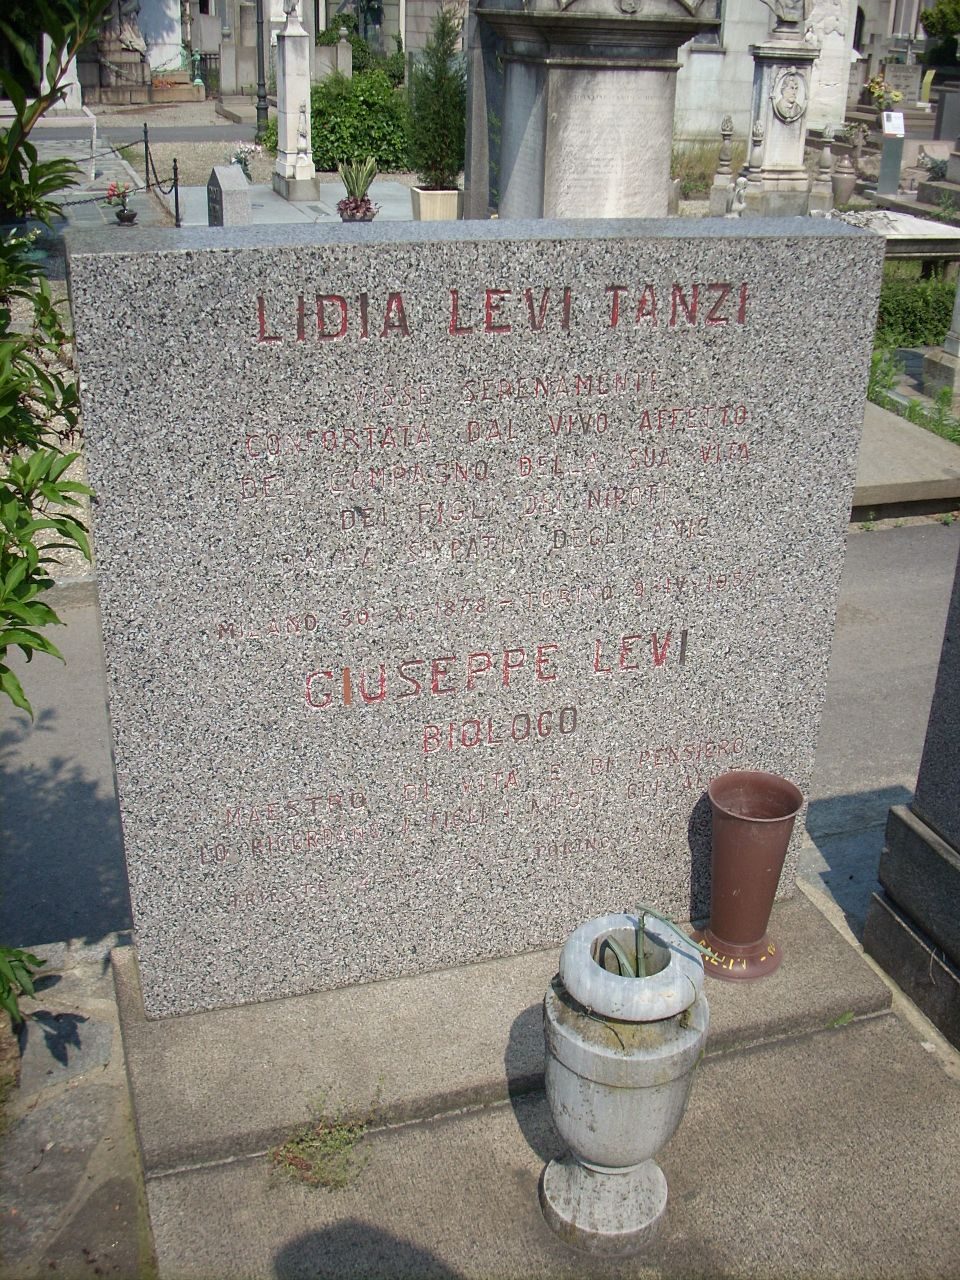 LIDIA LEVI TANZI
VISSE SERENAMENTE
CONFORTATA DAL VIVO AFFETTO
DEL COMPAGNO DELLA SUA VITA
DEI FIGLI DEI NIPOTI
DALLA SIMPATIA DEGLI AMICI
MILANO 30 XI 1878 - TORINO 9 IV 1957
GIUSEPPE LEVI
BIOLOGO
MAESTRO DI VITA E DI PENSIERO
LO RICORDANO I FIGLI I NIPOTI GLI
TRIESTE TORINO